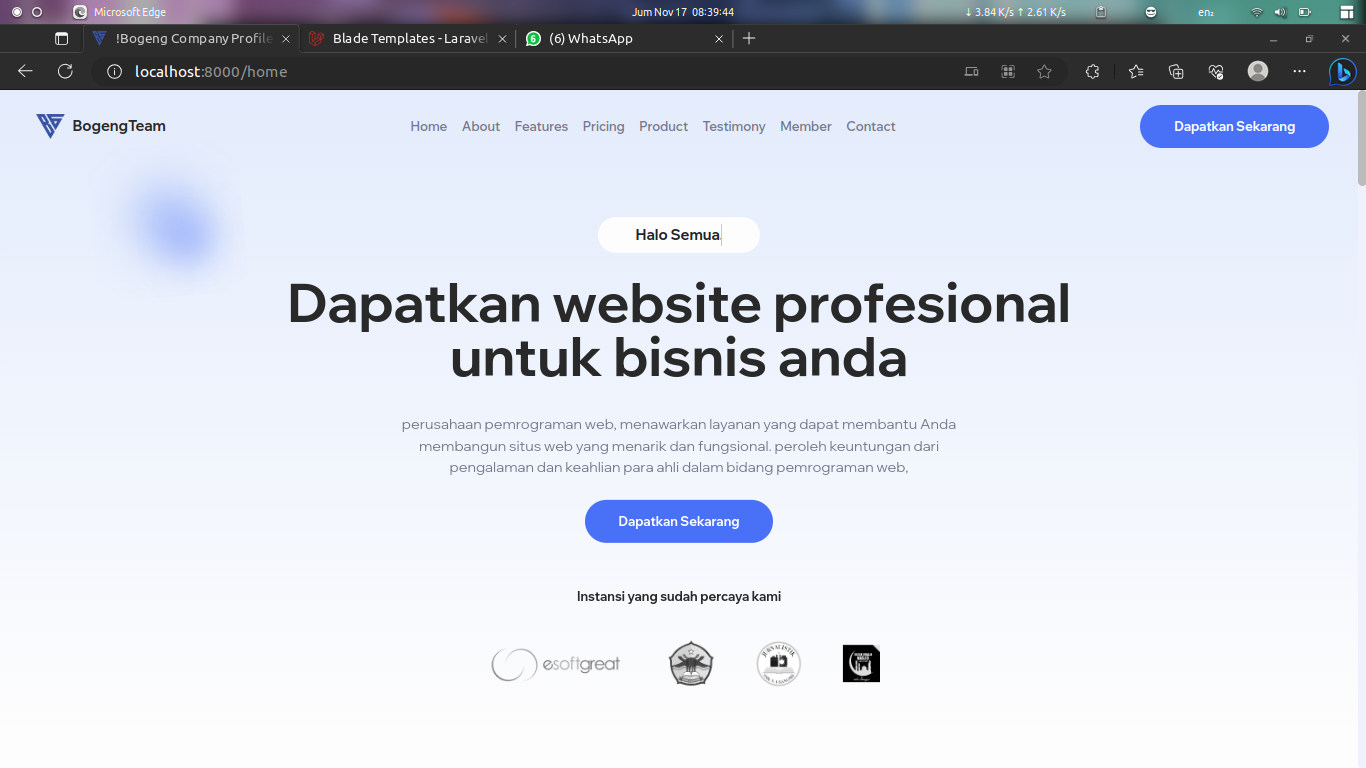 Microsoft Edge
Jum Nov 17 08:39:44
↓ 3.84 K/s ↑ 2.61 K/s
en₂
!Bogeng Company Profile
Blade Templates - Laravel
6
(6) WhatsApp
localhost:8000/home
BogengTeam
Home
About
Features
Pricing
Product
Testimony
Member
Contact
Dapatkan Sekarang
Halo Semua
Dapatkan website profesional
untuk bisnis anda
perusahaan pemrograman web, menawarkan layanan yang dapat membantu Anda
membangun situs web yang menarik dan fungsional. peroleh keuntungan dari
pengalaman dan keahlian para ahli dalam bidang pemrograman web,
Dapatkan Sekarang
Instansi yang sudah percaya kami
esoftgreat
JURNALISTIK